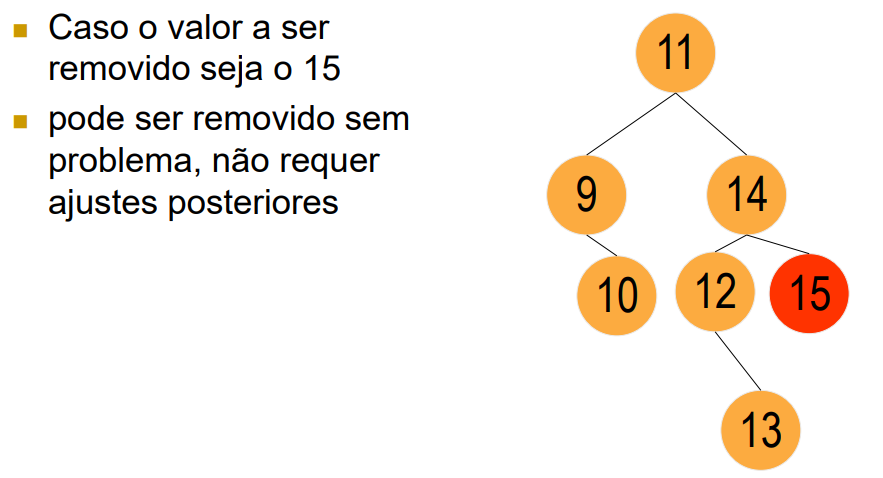 Caso o valor a ser
removido seja o 15
pode ser removido sem
problema, não requer
ajustes posteriores
11
9
14
10
12
15
13